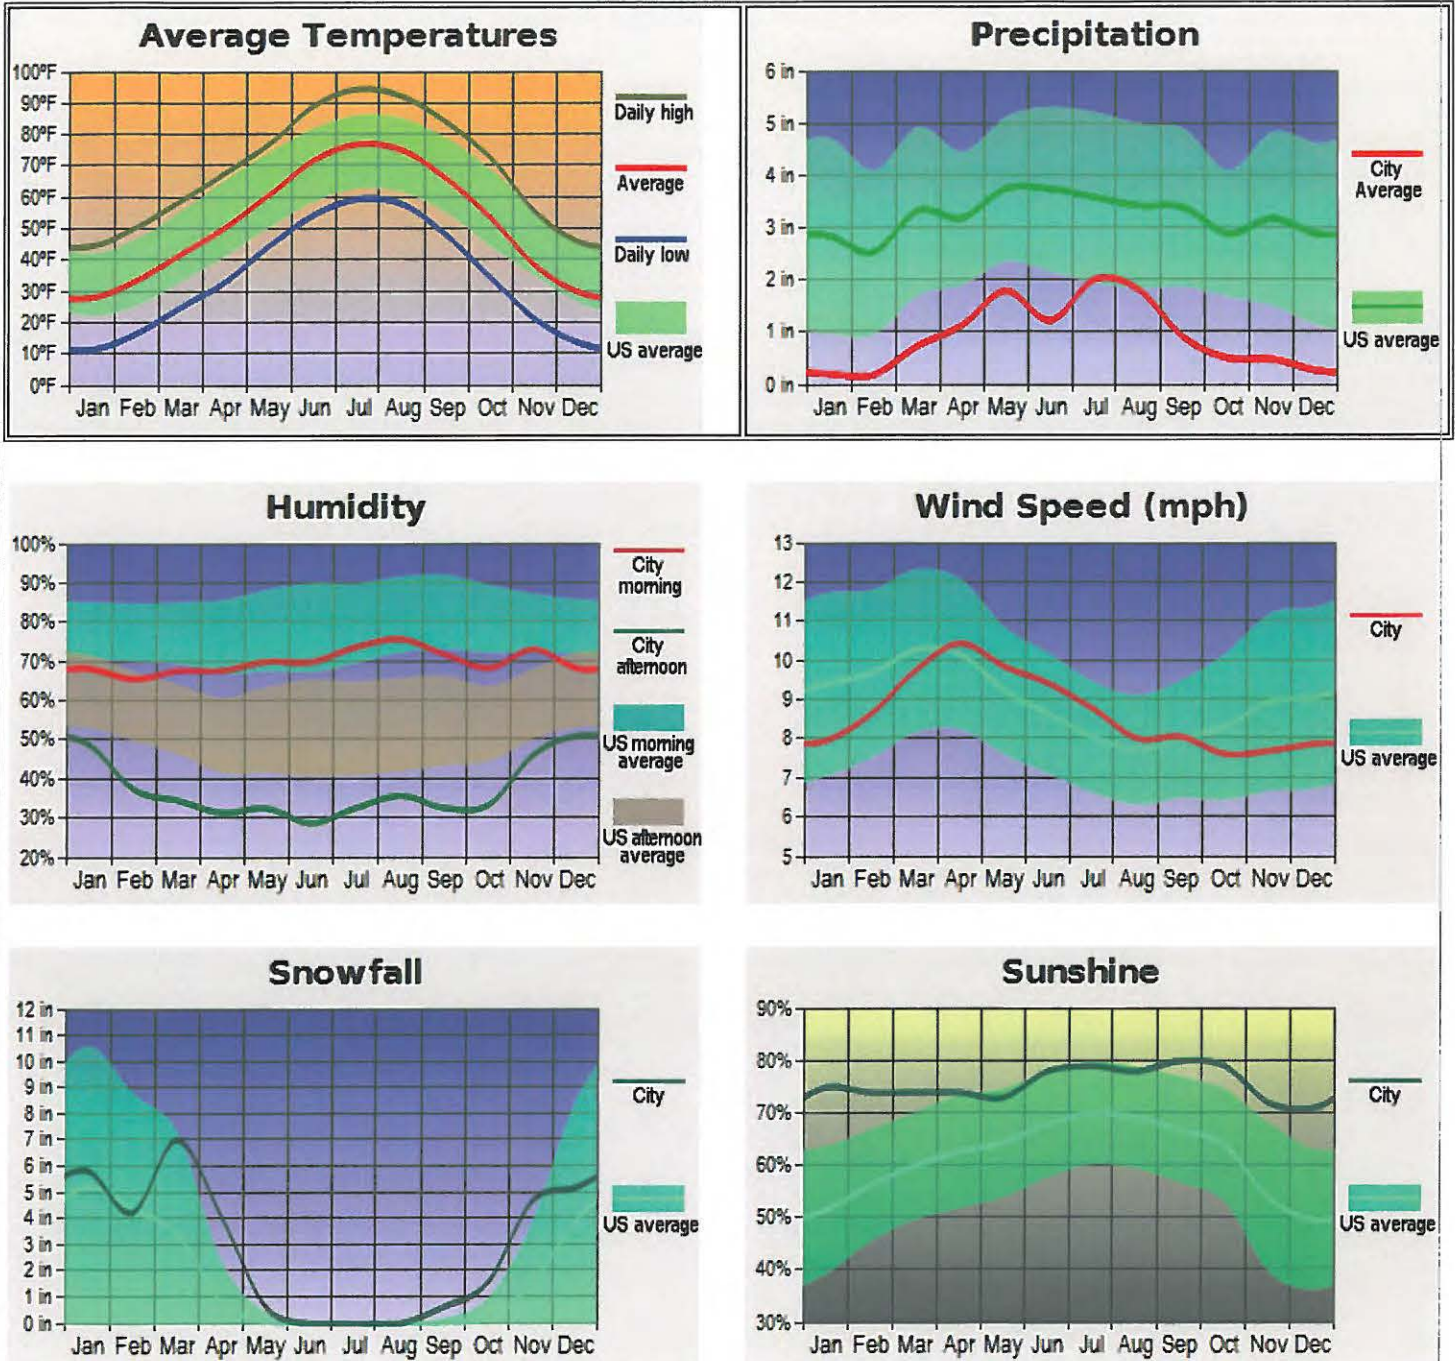 Average Temperatures
100ºF
90ºF
80ºF
70ºF
60ºF
50ºF
40ºF
30ºF
20ºF
10ºF
0ºF
Jan Feb Mar Apr May Jun Jul Aug Sep Oct Nov Dec
Daily high
Average
Daily low
US average
Precipitation
6 in
5 in
4 in
3 in
2 in
1 in
0 in
Jan Feb Mar Apr May Jun Jul Aug Sep Oct Nov Dec
City
Average
US average
Humidity
100%
90%
80%
70%
60%
50%
40%
30%
20%
Jan Feb Mar Apr May Jun Jul Aug Sep Oct Nov Dec
City
morning
City
afternoon
US morning
average
US afternoon
average
Wind Speed (mph)
13
12
11
10
9
8
7
6
5
Jan Feb Mar Apr May Jun Jul Aug Sep Oct Nov Dec
City
US average
Snowfall
12 in
11 in
10 in
9 in
8 in
7 in
6 in
5 in
4 in
3 in
2 in
1 in
0 in
Jan Feb Mar Apr May Jun Jul Aug Sep Oct Nov Dec
City
US average
Sunshine
90%
80%
70%
60%
50%
40%
30%
Jan Feb Mar Apr May Jun Jul Aug Sep Oct Nov Dec
City
US average